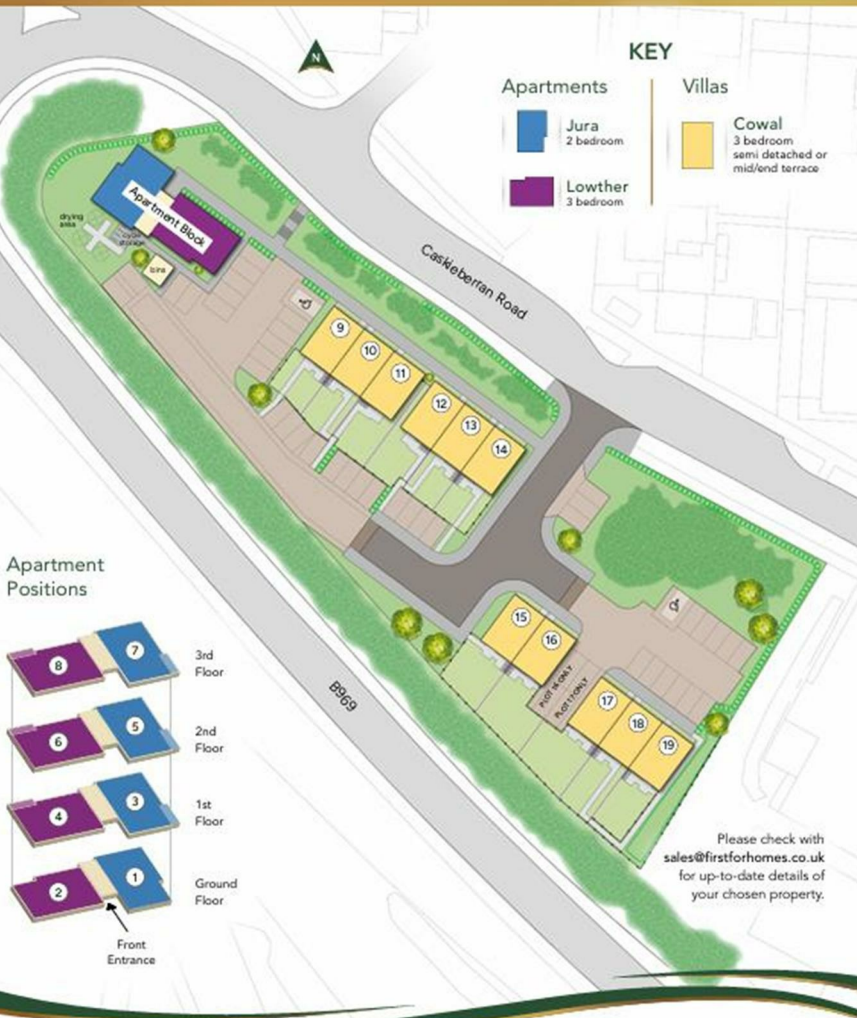 N
KEY
Apartments
Jura
2 bedroom
Lowther
3 bedroom
Villas
Cowal
3 bedroom
semi detached or
mid/end terrace
Apartment Block
drying
area
cycle
storage
bins
Caskieberran Road
9
10
11
12
13
14
15
16
PLOT 16 ONLY
PLOT 17 ONLY
17
18
19
B969
Apartment
Positions
8
7
3rd
Floor
6
5
2nd
Floor
4
3
1st
Floor
2
1
Ground
Floor
Front
Entrance
Please check with
sales@firstforhomes.co.uk
for up-to-date details of
your chosen property.